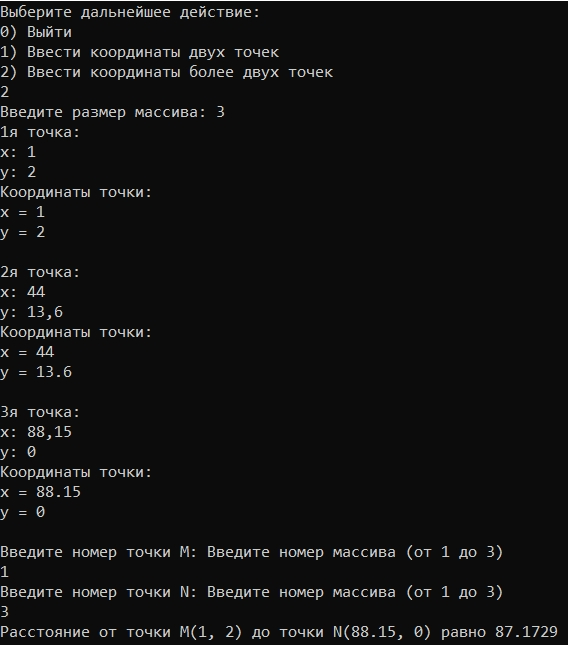 Выберите дальнейшее действие:
0) Выйти
1) Ввести координаты двух точек
2) Ввести координаты более двух точек
2
Введите размер массива: 3
1я точка:
x: 1
y: 2
Координаты точки:
x = 1
y = 2
2я точка:
x: 44
y: 13,6
Координаты точки:
x = 44
y = 13.6
3я точка:
x: 88,15
y: 0
Координаты точки:
x = 88.15
y = 0
Введите номер точки M: Введите номер массива (от 1 до 3)
1
Введите номер точки N: Введите номер массива (от 1 до 3)
3
Расстояние от точки M(1, 2) до точки N(88.15, 0) равно 87.1729